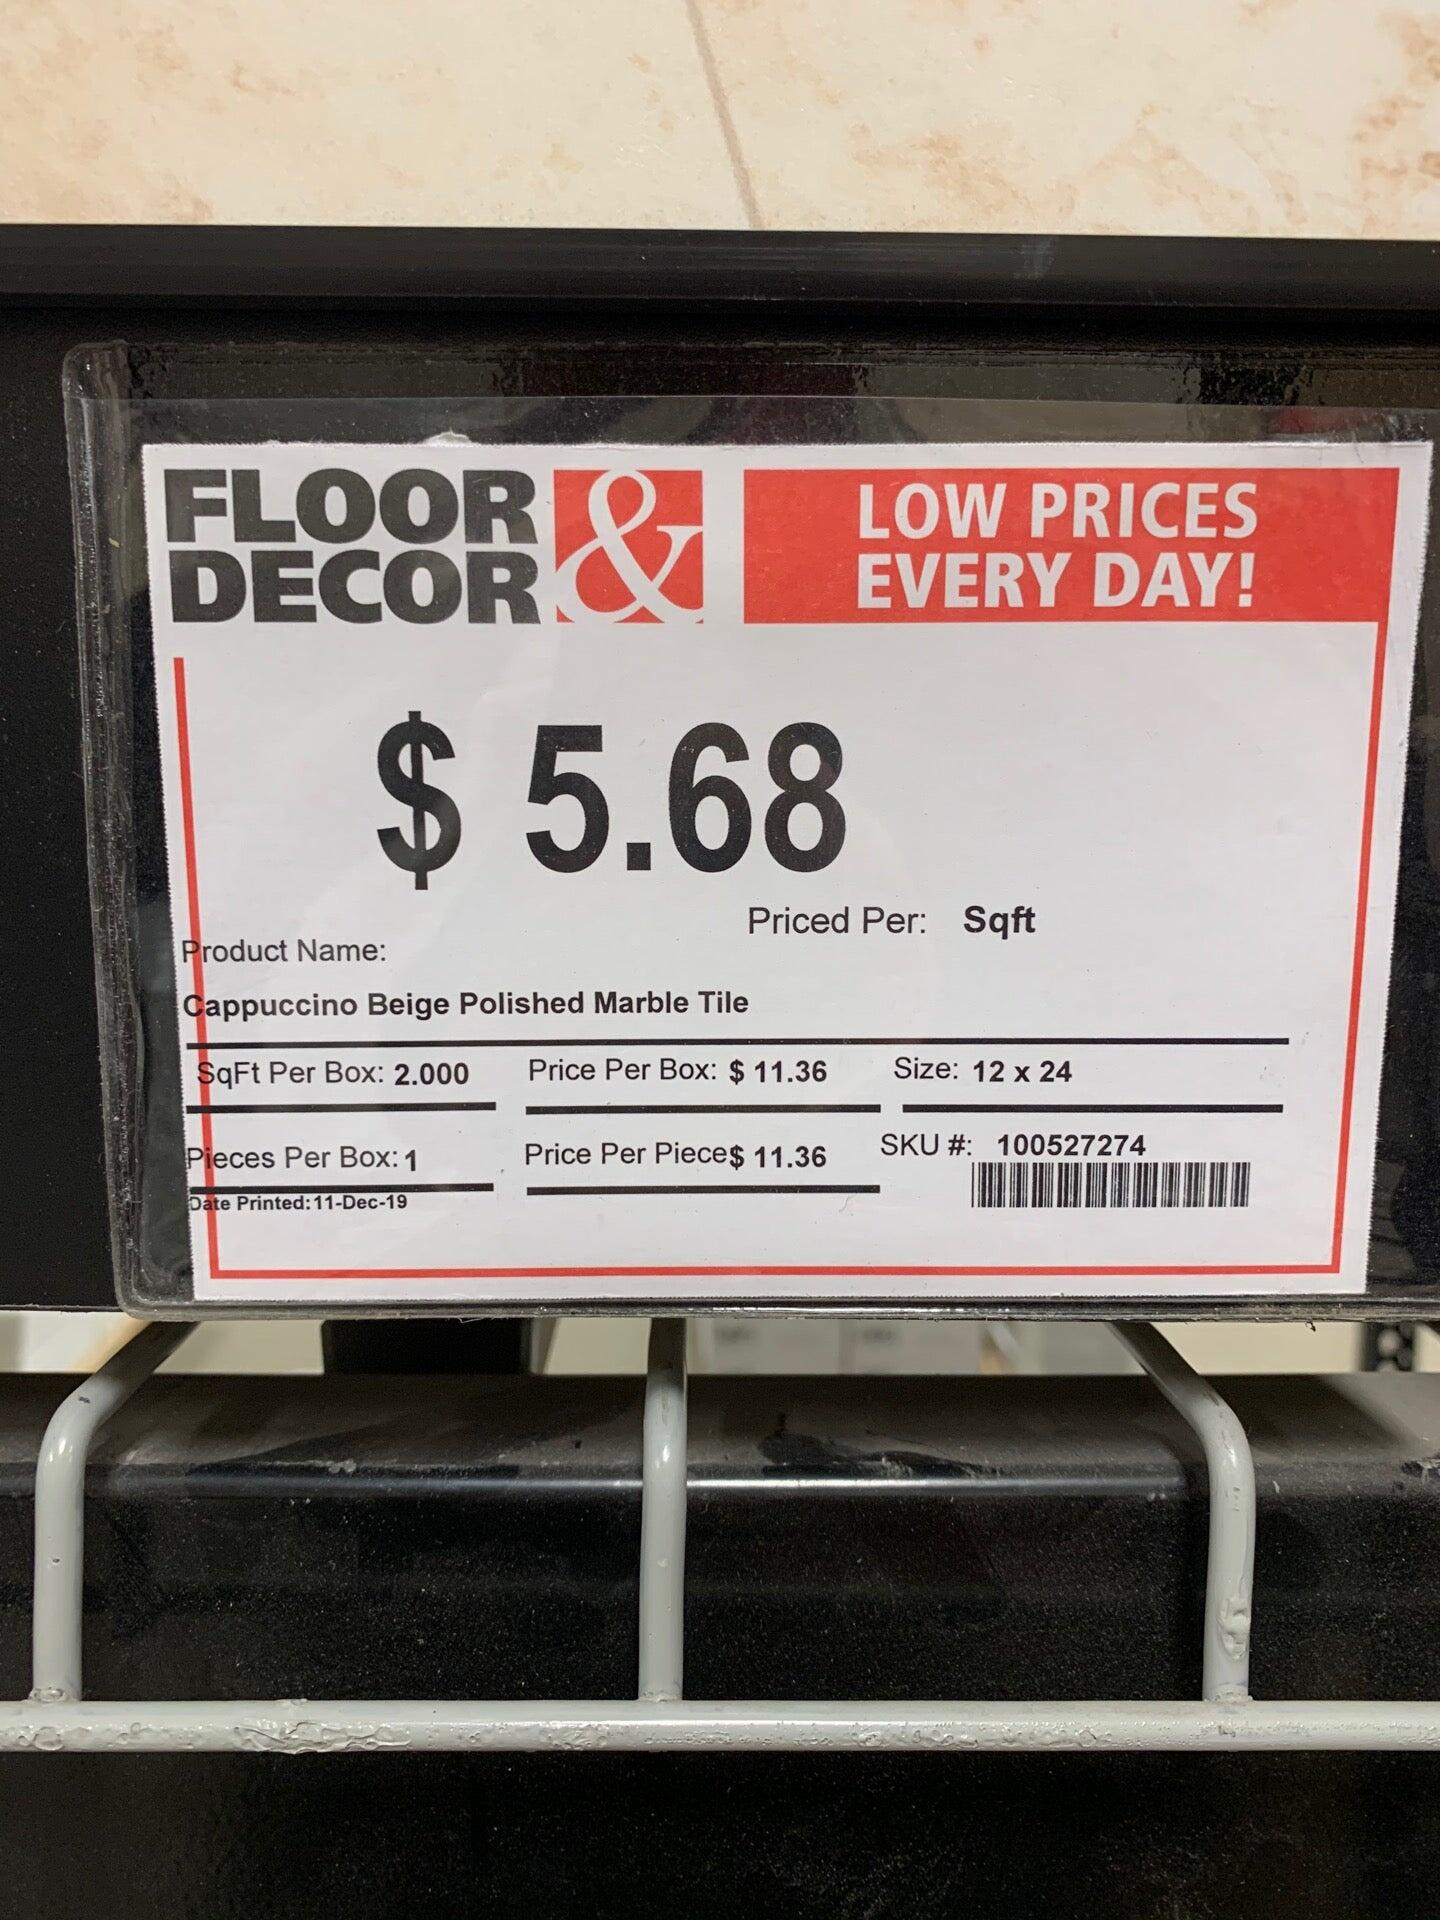 FLOOR & DECOR
LOW PRICES
EVERY DAY!
$ 5.68
Priced Per: Sqft
Product Name:
Cappuccino Beige Polished Marble Tile
SqFt Per Box: 2.000 Price Per Box: $ 11.36 Size: 12 x 24
Pieces Per Box: 1 Price Per Piece $ 11.36 SKU #: 100527274
Date Printed: 11-Dec-19